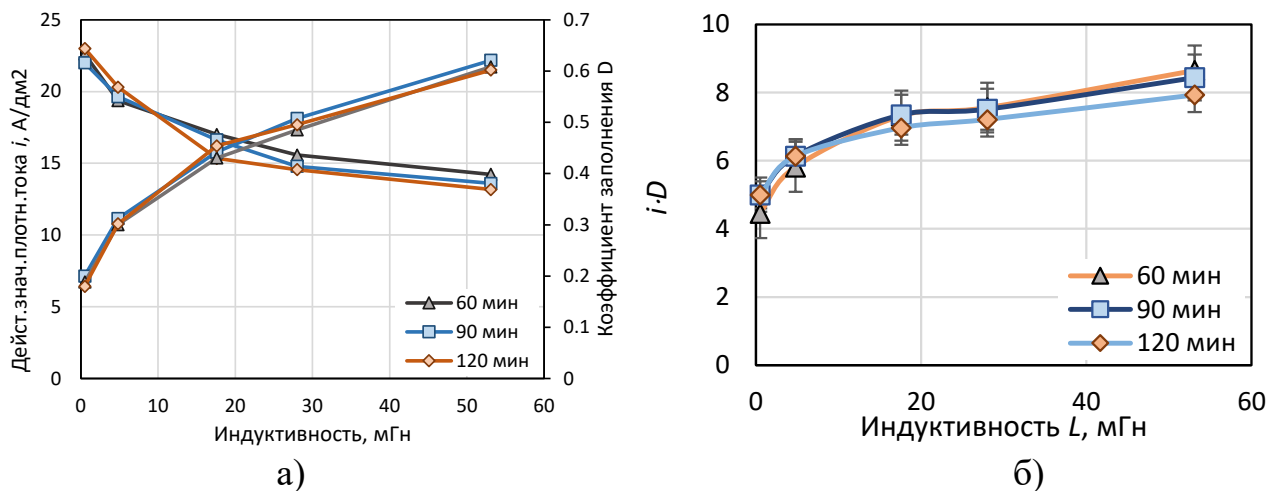 25
20
15
10
5
0
0.7
0.6
0.5
0.4
0.3
0.2
0.1
0
0 10 20 30 40 50 60
Дейст.знач.плотн.тока i, А/дм2
Коэффициент заполнения D
Индуктивность, мГн
60 мин
90 мин
120 мин
а)
10
8
6
4
2
0
0 20 40 60
i·D
Индуктивность L, мГн
60 мин
90 мин
120 мин
б)